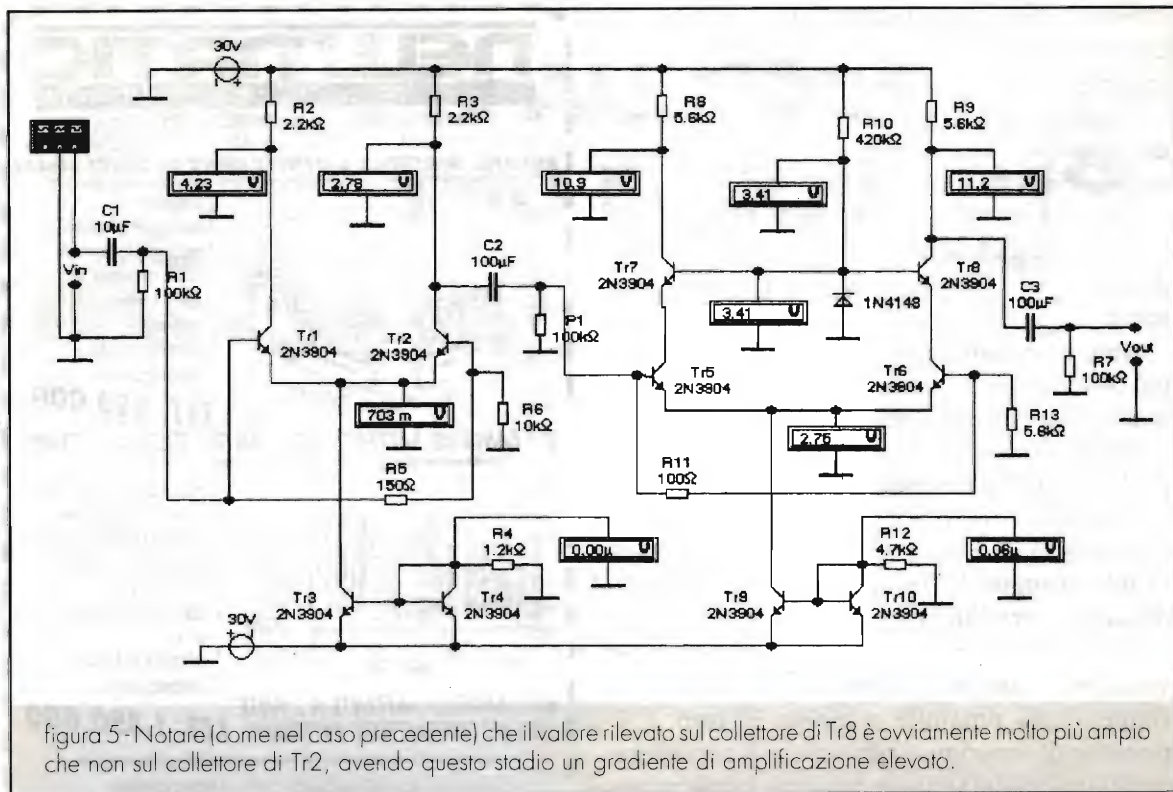 30V
R2
2.2kΩ
R3
2.2kΩ
R8
5.6kΩ
R10
420kΩ
R9
5.6kΩ
4.23 V
2.78 V
10.9 V
3.41 V
11.2 V
C1
10µF
R1
100kΩ
Vin
C2
100µF
P1
100kΩ
Tr7
2N3904
Tr8
2N3904
1N4148
C3
100µF
3.41 V
Tr1
2N3904
Tr2
2N3904
Tr5
2N3904
Tr6
2N3904
R7
100kΩ
Vout
703 m V
R6
10kΩ
2.75 V
R13
5.6kΩ
R5
150Ω
R11
100Ω
R4
1.2kΩ
0.00µ V
R12
4.7kΩ
0.06µ V
Tr3
2N3904
Tr4
2N3904
Tr9
2N3904
Tr10
2N3904
30V
figura 5 - Notare (come nel caso precedente) che il valore rilevato sul collettore di Tr8 è ovviamente molto più ampio
che non sul collettore di Tr2, avendo questo stadio un gradiente di amplificazione elevato.